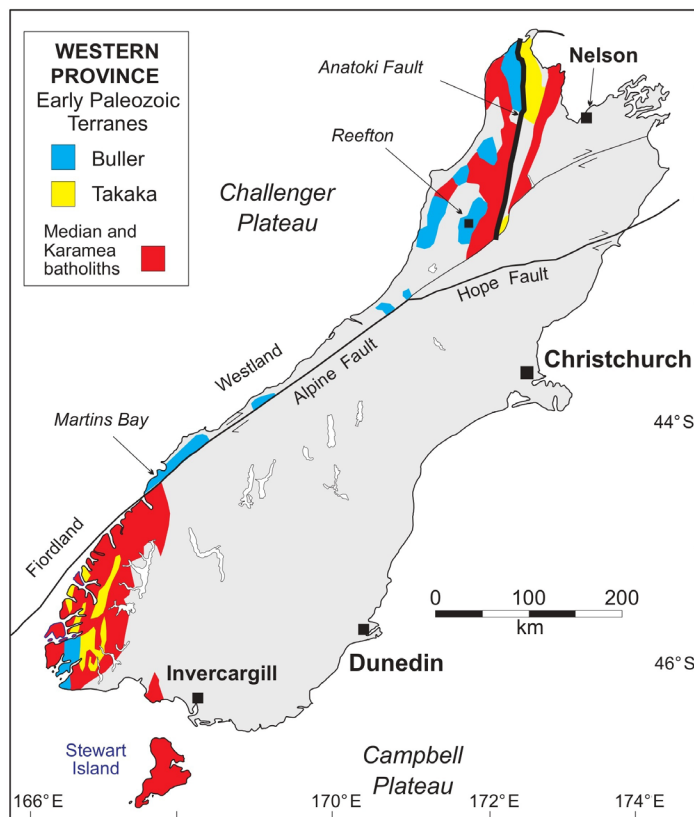 WESTERN
PROVINCE
Early Paleozoic
Terranes
Buller
Takaka
Median and
Karamea
batholiths
Anatoki Fault
Nelson
Reefton
Challenger
Plateau
Hope Fault
Westland
Alpine Fault
Christchurch
44° S
Martins Bay
Fiordland
0 100 200
km
Dunedin
46° S
Invercargill
Stewart
Island
Campbell
Plateau
166° E 170° E 172° E 174° E